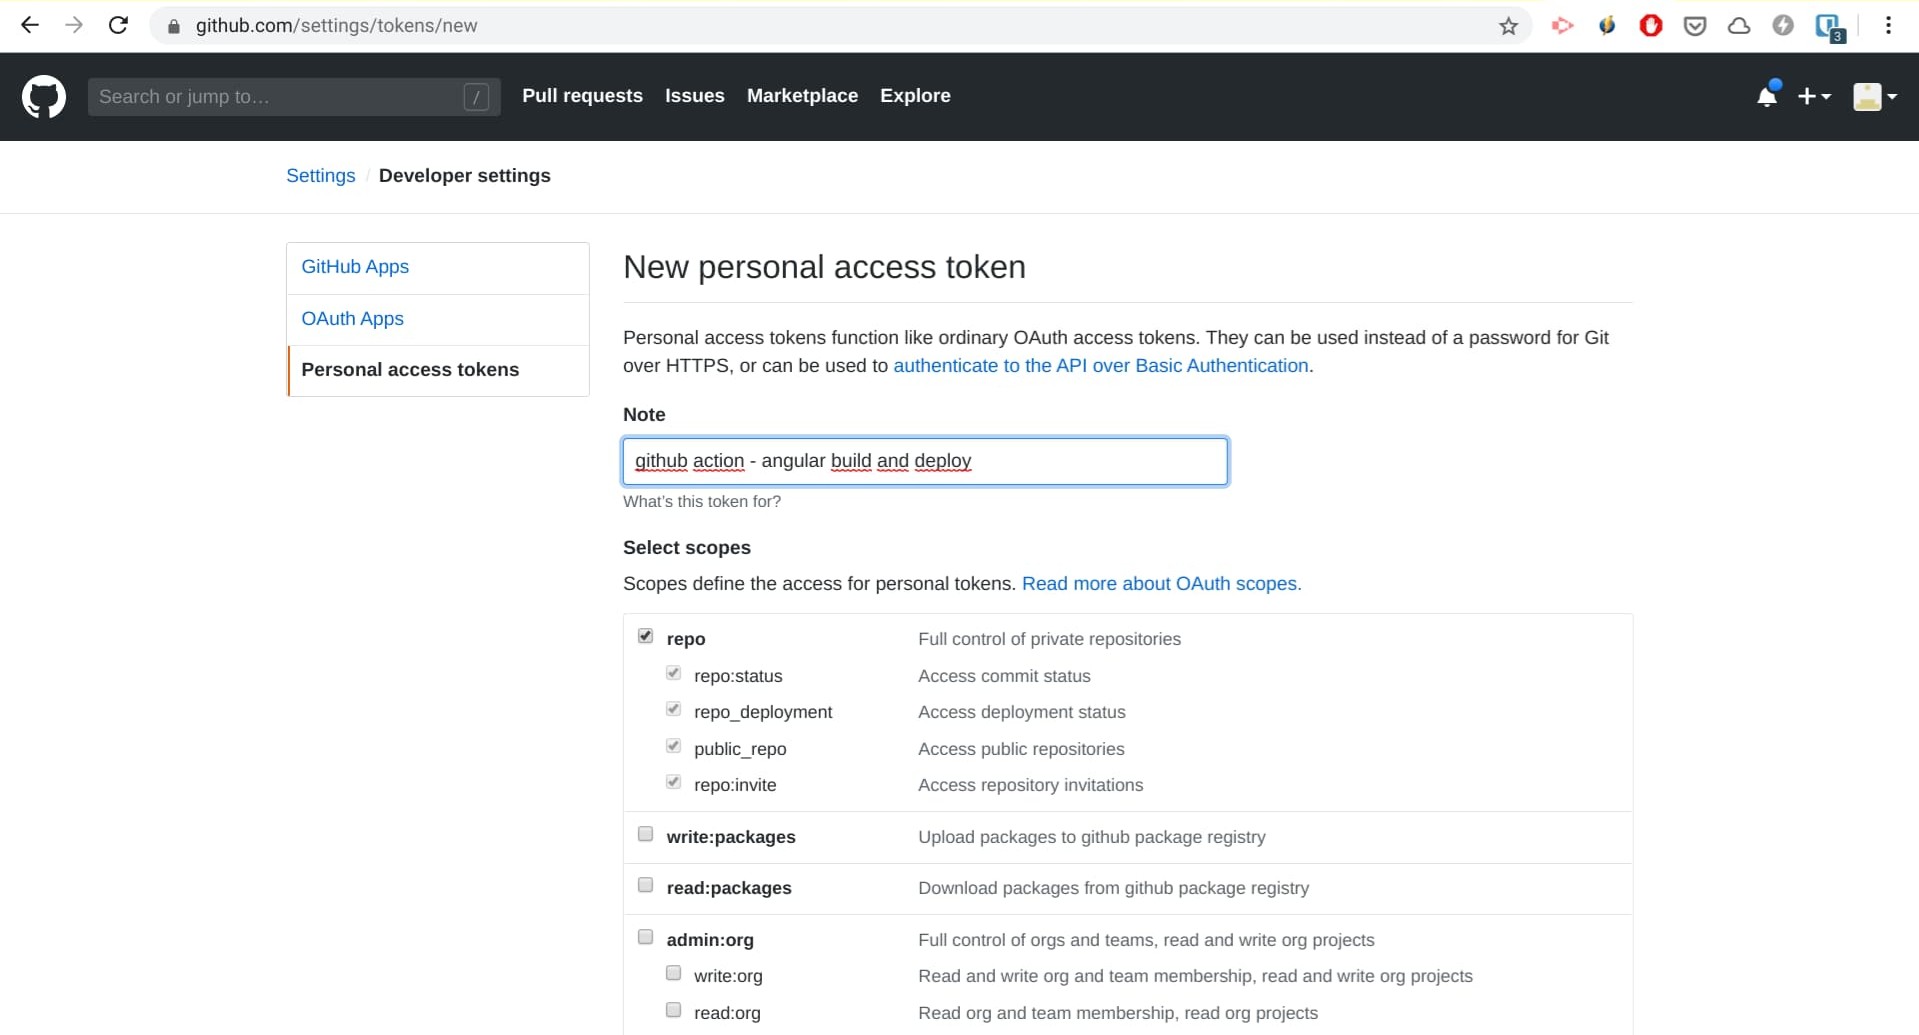 github.com/settings/tokens/new
3
Search or jump to…
/
Pull requests
Issues
Marketplace
Explore
Settings / Developer settings
GitHub Apps
OAuth Apps
Personal access tokens
New personal access token
Personal access tokens function like ordinary OAuth access tokens. They can be used instead of a password for Git
over HTTPS, or can be used to authenticate to the API over Basic Authentication.
Note
github action - angular build and deploy
What's this token for?
Select scopes
Scopes define the access for personal tokens. Read more about OAuth scopes.
repo Full control of private repositories
repo:status Access commit status
repo_deployment Access deployment status
public_repo Access public repositories
repo:invite Access repository invitations
write:packages Upload packages to github package registry
read:packages Download packages from github package registry
admin:org Full control of orgs and teams, read and write org projects
write:org Read and write org and team membership, read and write org projects
read:org Read org and team membership, read org projects